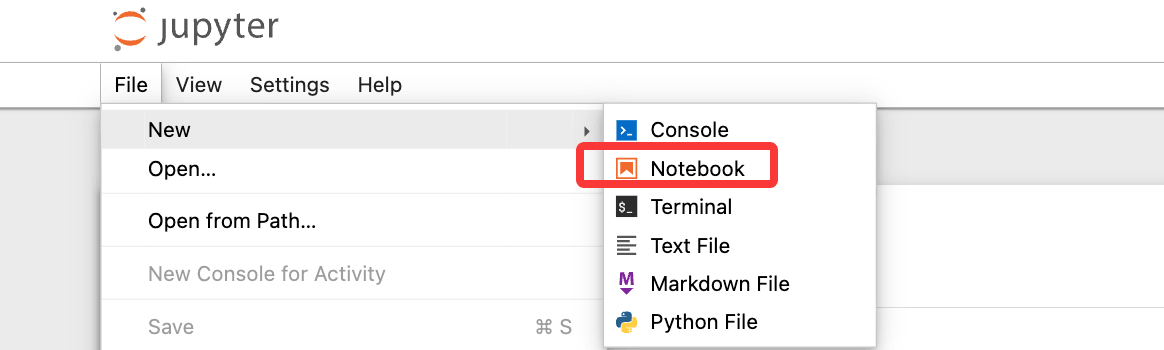 jupyter
File View Settings Help
New
Open...
Open from Path...
New Console for Activity
Save ⌘ S
Console
Notebook
Terminal
Text File
Markdown File
Python File